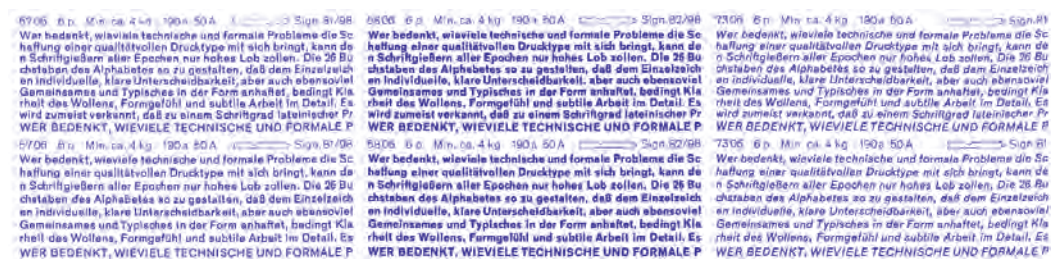 6706 6 p Min. ca. 4 kg 190 a 50 A Sign. 81/98
Wer bedenkt, wieviele technische und formale Probleme die Sc
haffung einer qualitätvollen Drucktype mit sich bringt, kann de
n Schriftgießern aller Epochen nur hohes Lob zollen. Die 26 Bu
chstaben des Alphabetes so zu gestalten, daß dem Einzelzeich
en individuelle, klare Unterscheidbarkeit, aber auch ebensoviel
Gemeinsames und Typisches in der Form anhaftet, bedingt Kla
rheit des Wollens, Formgefühl und subtile Arbeit im Detail. Es
wird zumeist verkannt, daß zu einem Schriftgrad lateinischer Pr
WER BEDENKT, WIEVIELE TECHNISCHE UND FORMALE P
6706 6 p Min. ca. 4 kg 190 a 50 A Sign. 81/98
Wer bedenkt, wieviele technische und formale Probleme die Sc
haffung einer qualitätvollen Drucktype mit sich bringt, kann de
n Schriftgießern aller Epochen nur hohes Lob zollen. Die 26 Bu
chstaben des Alphabetes so zu gestalten, daß dem Einzelzeich
en individuelle, klare Unterscheidbarkeit, aber auch ebensoviel
Gemeinsames und Typisches in der Form anhaftet, bedingt Kla
rheit des Wollens, Formgefühl und subtile Arbeit im Detail. Es
WER BEDENKT, WIEVIELE TECHNISCHE UND FORMALE P
6806 6 p Min. ca. 4 kg 190 a 50 A Sign. 82/98
Wer bedenkt, wieviele technische und formale Probleme die Sc
haffung einer qualitätvollen Drucktype mit sich bringt, kann de
n Schriftgießern aller Epochen nur hohes Lob zollen. Die 26 Bu
chstaben des Alphabetes so zu gestalten, daß dem Einzelzeich
en individuelle, klare Unterscheidbarkeit, aber auch ebensoviel
Gemeinsames und Typisches in der Form anhaftet, bedingt Kla
rheit des Wollens, Formgefühl und subtile Arbeit im Detail. Es
wird zumeist verkannt, daß zu einem Schriftgrad lateinischer Pr
WER BEDENKT, WIEVIELE TECHNISCHE UND FORMALE P
6806 6 p Min. ca. 4 kg 190 a 50 A Sign. 82/98
Wer bedenkt, wieviele technische und formale Probleme die Sc
haffung einer qualitätvollen Drucktype mit sich bringt, kann de
n Schriftgießern aller Epochen nur hohes Lob zollen. Die 26 Bu
chstaben des Alphabetes so zu gestalten, daß dem Einzelzeich
en individuelle, klare Unterscheidbarkeit, aber auch ebensoviel
Gemeinsames und Typisches in der Form anhaftet, bedingt Kla
rheit des Wollens, Formgefühl und subtile Arbeit im Detail. Es
WER BEDENKT, WIEVIELE TECHNISCHE UND FORMALE P
7306 6 p Min. ca. 4 kg 190 a 50 A Sign. 81
Wer bedenkt, wieviele technische und formale Probleme die Sc
haffung einer qualitätvollen Drucktype mit sich bringt, kann de
n Schriftgießern aller Epochen nur hohes Lob zollen. Die 26 Bu
chstaben des Alphabetes so zu gestalten, daß dem Einzelzeich
en individuelle, klare Unterscheidbarkeit, aber auch ebensoviel
Gemeinsames und Typisches in der Form anhaftet, bedingt Kla
rheit des Wollens, Formgefühl und subtile Arbeit im Detail. Es
wird zumeist verkannt, daß zu einem Schriftgrad lateinischer Pr
WER BEDENKT, WIEVIELE TECHNISCHE UND FORMALE P
7306 6 p Min. ca. 4 kg 190 a 50 A Sign. 81
Wer bedenkt, wieviele technische und formale Probleme die Sc
haffung einer qualitätvollen Drucktype mit sich bringt, kann de
n Schriftgießern aller Epochen nur hohes Lob zollen. Die 26 Bu
chstaben des Alphabetes so zu gestalten, daß dem Einzelzeich
en individuelle, klare Unterscheidbarkeit, aber auch ebensoviel
Gemeinsames und Typisches in der Form anhaftet, bedingt Kla
rheit des Wollens, Formgefühl und subtile Arbeit im Detail. Es
WER BEDENKT, WIEVIELE TECHNISCHE UND FORMALE P